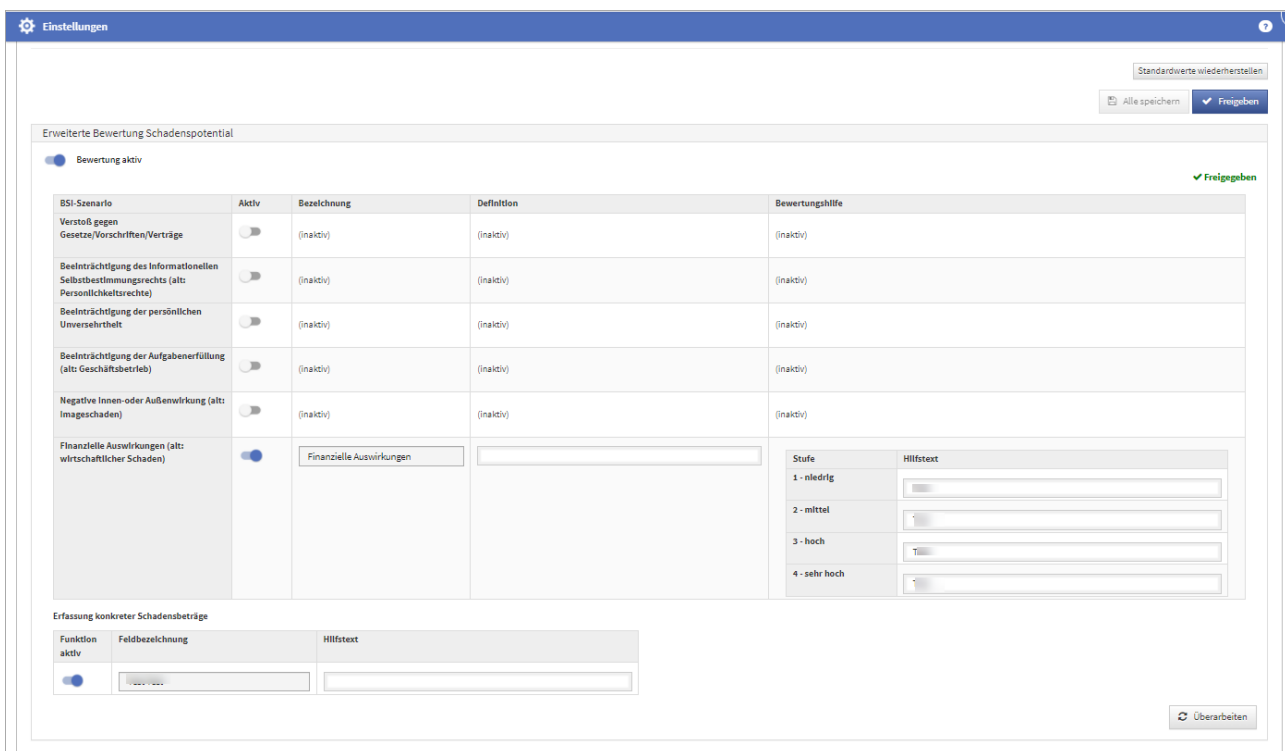 Einstellungen
Standardwerte wiederherstellen
Alle speichern
Freigeben
Erweiterte Bewertung Schadenspotential
Bewertung aktiv
Freigegeben
BSI-Szenario Aktiv Bezeichnung Definition Bewertungshilfe
Verstoß gegen
Gesetze/Vorschriften/Verträge
(inaktiv) (inaktiv) (inaktiv)
Beeinträchtigung des informationellen
Selbstbestimmungsrechts (alt:
Persönlichkeitsrechte)
(inaktiv) (inaktiv) (inaktiv)
Beeinträchtigung der persönlichen
Unversehrtheit
(inaktiv) (inaktiv) (inaktiv)
Beeinträchtigung der Aufgabenerfüllung
(alt: Geschäftsbetrieb)
(inaktiv) (inaktiv) (inaktiv)
Negative Innen-oder Außenwirkung (alt:
Imageschaden)
(inaktiv) (inaktiv) (inaktiv)
Finanzielle Auswirkungen (alt:
wirtschaftlicher Schaden)
Finanzielle Auswirkungen
Stufe Hilfstext
1 - niedrig
2 - mittel
3 - hoch
4 - sehr hoch
Erfassung konkreter Schadensbeträge
Funktion
aktiv
Feldbezeichnung Hilfstext
Überarbeiten